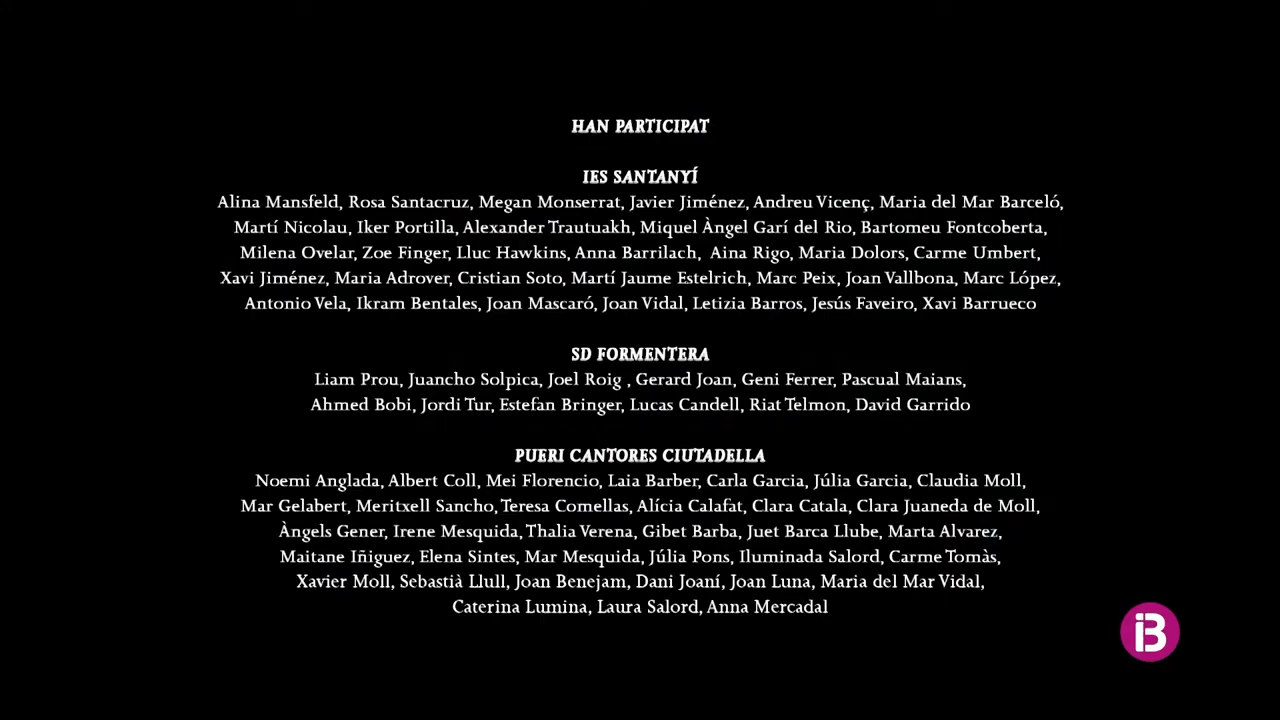 HAN PARTICIPAT
IES SANTANYÍ
Alina Mansfeld, Rosa Santacruz, Megan Monserrat, Javier Jiménez, Andreu Vicenç, Maria del Mar Barceló,
Martí Nicolau, Iker Portilla, Alexander Trautuakh, Miquel Àngel Garí del Rio, Bartomeu Fontcoberta,
Milena Ovelar, Zoe Finger, Lluc Hawkins, Anna Barrilach, Aina Rigo, Maria Dolors, Carme Umbert,
Xavi Jiménez, Maria Adrover, Cristian Soto, Martí Jaume Estelrich, Marc Peix, Joan Vallbona, Marc López,
Antonio Vela, Ikram Bentales, Joan Mascaró, Joan Vidal, Letizia Barros, Jesús Faveiro, Xavi Barrueco
SD FORMENTERA
Liam Prou, Juancho Solpica, Joel Roig , Gerard Joan, Geni Ferrer, Pascual Maians,
Ahmed Bobi, Jordi Tur, Estefan Bringer, Lucas Candell, Riat Telmon, David Garrido
PUERI CANTORES CIUTADELLA
Noemi Anglada, Albert Coll, Mei Florencio, Laia Barber, Carla Garcia, Júlia Garcia, Claudia Moll,
Mar Gelabert, Meritxell Sancho, Teresa Comellas, Alícia Calafat, Clara Catala, Clara Juaneda de Moll,
Àngels Gener, Irene Mesquida, Thalia Verena, Gibet Barba, Juet Barca Llube, Marta Alvarez,
Maitane Iñiguez, Elena Sintes, Mar Mesquida, Júlia Pons, Iluminada Salord, Carme Tomàs,
Xavier Moll, Sebastià Llull, Joan Benejam, Dani Joaní, Joan Luna, Maria del Mar Vidal,
Caterina Lumina, Laura Salord, Anna Mercadal
iB